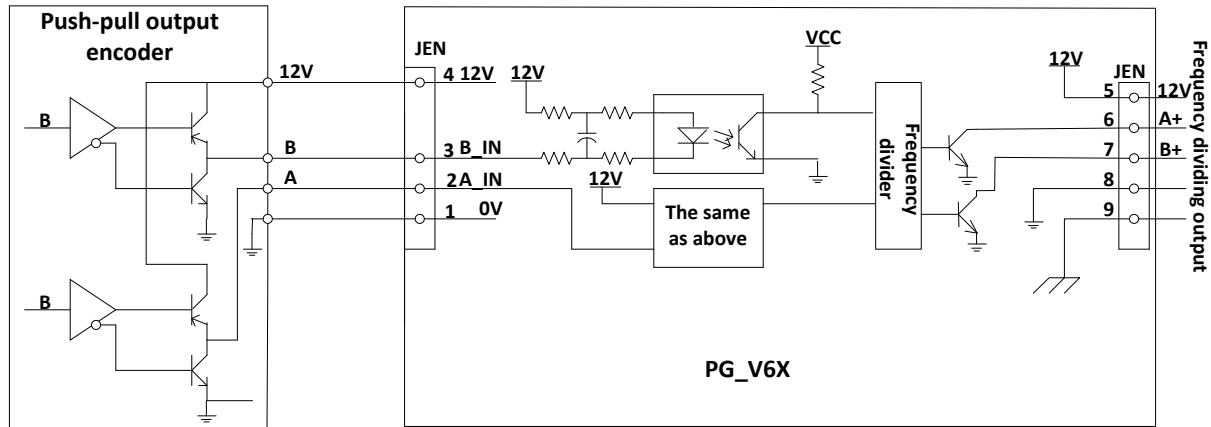 Push-pull output
encoder
12V
B
B
A
B
JEN
4 12V
3 B_IN
2 A_IN
1 0V
12V
VCC
12V
The same
as above
Frequency
divider
12V
JEN
5 12V
6 A+
7 B+
8
9
Frequency dividing output
PG_V6X